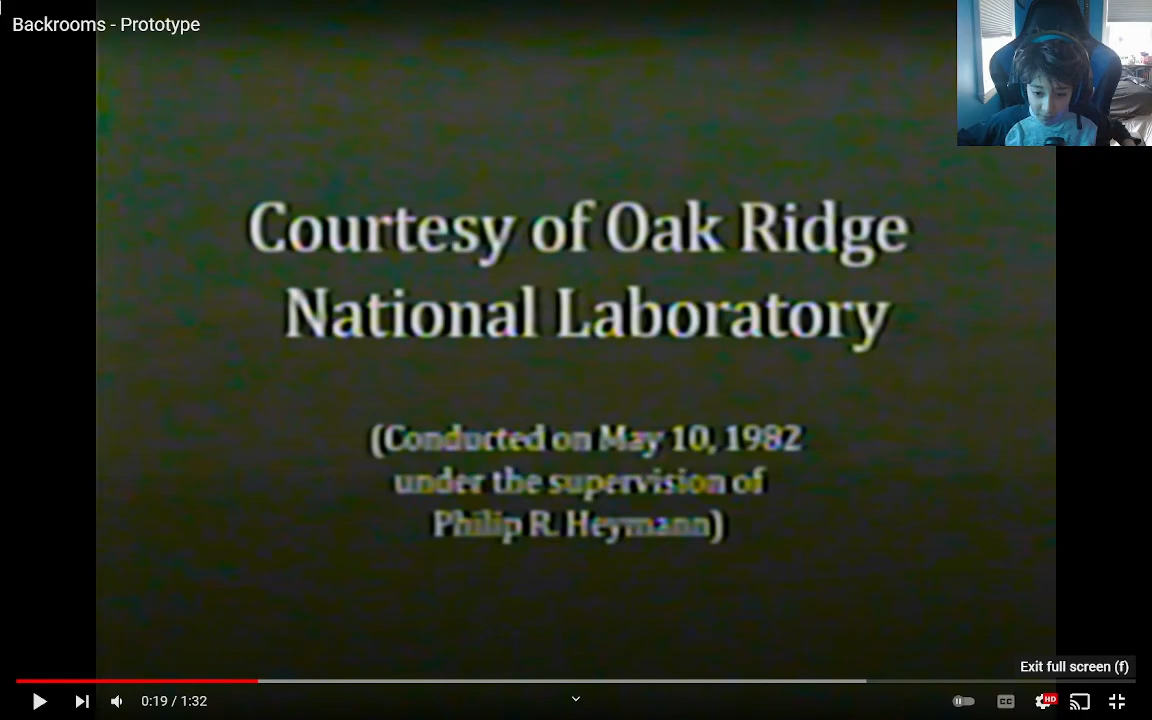 Backrooms - Prototype
Courtesy of Oak Ridge
National Laboratory
(Conducted on May 10, 1982
under the supervision of
Philip R. Heymann)
Exit full screen (f)
0:19 / 1:32
CC
HD